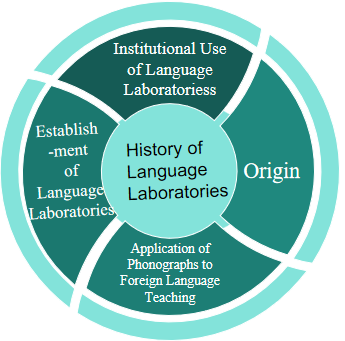 Institutional Use
of Language
Laboratoriess
Establish
-ment
of
Language
Laboratories
History of
Language
Laboratories
Origin
Application of
Phonographs to
Foreign Language
Teaching